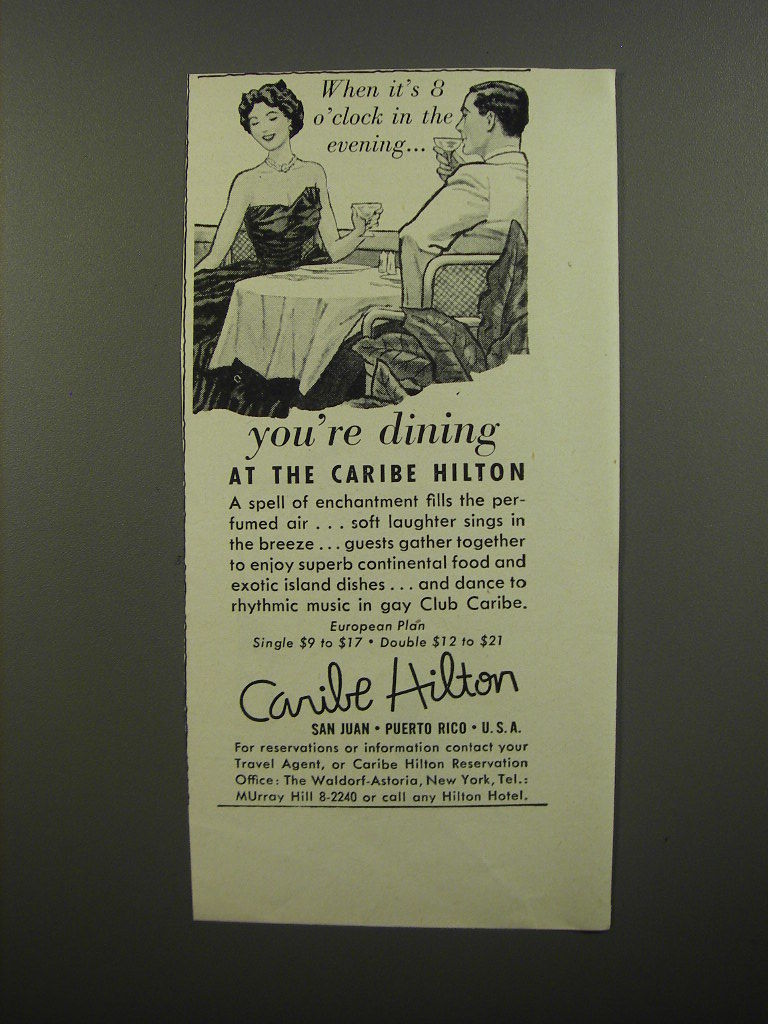 When it's 8
o'clock in the
evening...
you're dining
AT THE CARIBE HILTON
A spell of enchantment fills the per-
fumed air . . . soft laughter sings in
the breeze . . . guests gather together
to enjoy superb continental food and
exotic island dishes . . . and dance to
rhythmic music in gay Club Caribe.
European Plan
Single $9 to $17 • Double $12 to $21
Caribe Hilton
SAN JUAN • PUERTO RICO • U.S.A.
For reservations or information contact your
Travel Agent, or Caribe Hilton Reservation
Office: The Waldorf-Astoria, New York, Tel.:
MUrray Hill 8-2240 or call any Hilton Hotel.